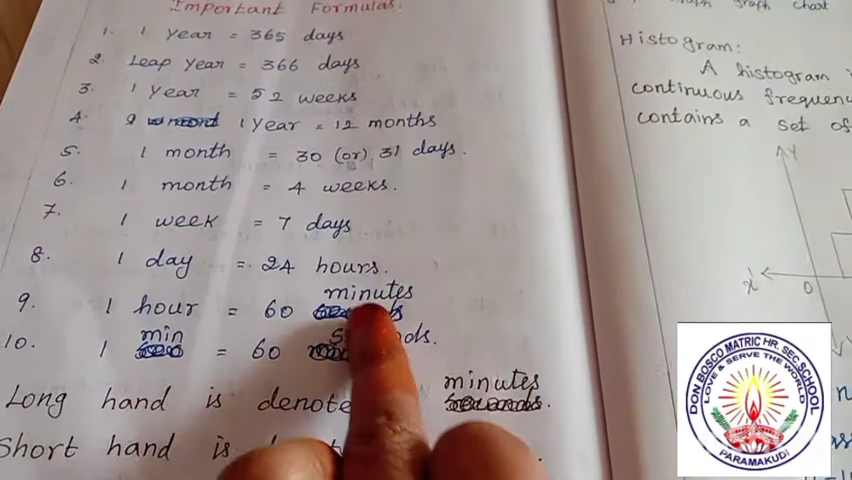 Important Formulas.
1. 1 year = 365 days
2. Leap year = 366 days
3. 1 year = 52 weeks
4. 1 year = 12 months
5. 1 month = 30 (or) 31 days.
6. 1 month = 4 weeks.
7. 1 week = 7 days
8. 1 day = 24 hours.
9. 1 hour = 60 minutes
10. 1 min = 60
Long hand is denote minutes
Short hand is
graph chart
Histogram:
A histogram
continuous
contains a set of
Y
X' O
DON BOSCO MATRIC HR. SEC SCHOOL
LOVE & SERVE THE WORLD
PARAMAKUDI